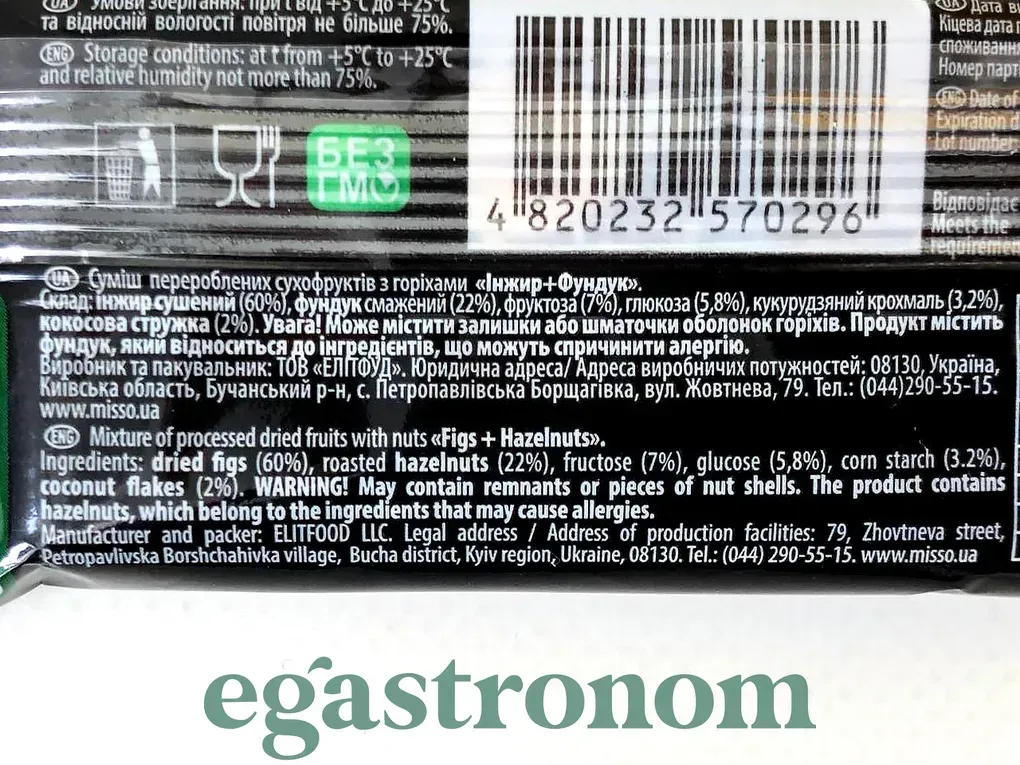 UA Умови зберігання: при t від +5°C до +25°C
та відносній вологості повітря не більше 75%.
ENG Storage conditions: at t from +5°C to +25°C
and relative humidity not more than 75%.
БЕЗ
ГМО
4 820232 570296
UA Дата
Кінцева дата
споживання
Номер парті
ENG Date of
Expiration d
Lot number
Відповідає
Meets the
requiremen
UA Суміш перероблених сухофруктів з горіхами «Інжир+Фундук».
Склад: інжир сушений (60%), фундук смажений (22%), фруктоза (7%), глюкоза (5,8%), кукурудзяний крохмаль (3,2%),
кокосова стружка (2%). Увага! Може містити залишки або шматочки оболонок горіхів. Продукт містить
фундук, який відноситься до інгредієнтів, що можуть спричинити алергію.
Виробник та пакувальник: ТОВ «ЕЛІТФУД». Юридична адреса/ Адреса виробничих потужностей: 08130, Україна,
Київська область, Бучанський р-н, с. Петропавлівська Борщагівка, вул. Жовтнева, 79. Тел.: (044)290-55-15.
www.misso.ua
ENG Mixture of processed dried fruits with nuts «Figs + Hazelnuts».
Ingredients: dried figs (60%), roasted hazelnuts (22%), fructose (7%), glucose (5,8%), corn starch (3.2%),
coconut flakes (2%). WARNING! May contain remnants or pieces of nut shells. The product contains
hazelnuts, which belong to the ingredients that may cause allergies.
Manufacturer and packer: ELITFOOD LLC. Legal address / Address of production facilities: 79, Zhovtneva street,
Petropavlivska Borshchahivka village, Bucha district, Kyiv region, Ukraine, 08130. Tel.: (044) 290-55-15. www.misso.ua
egastronom